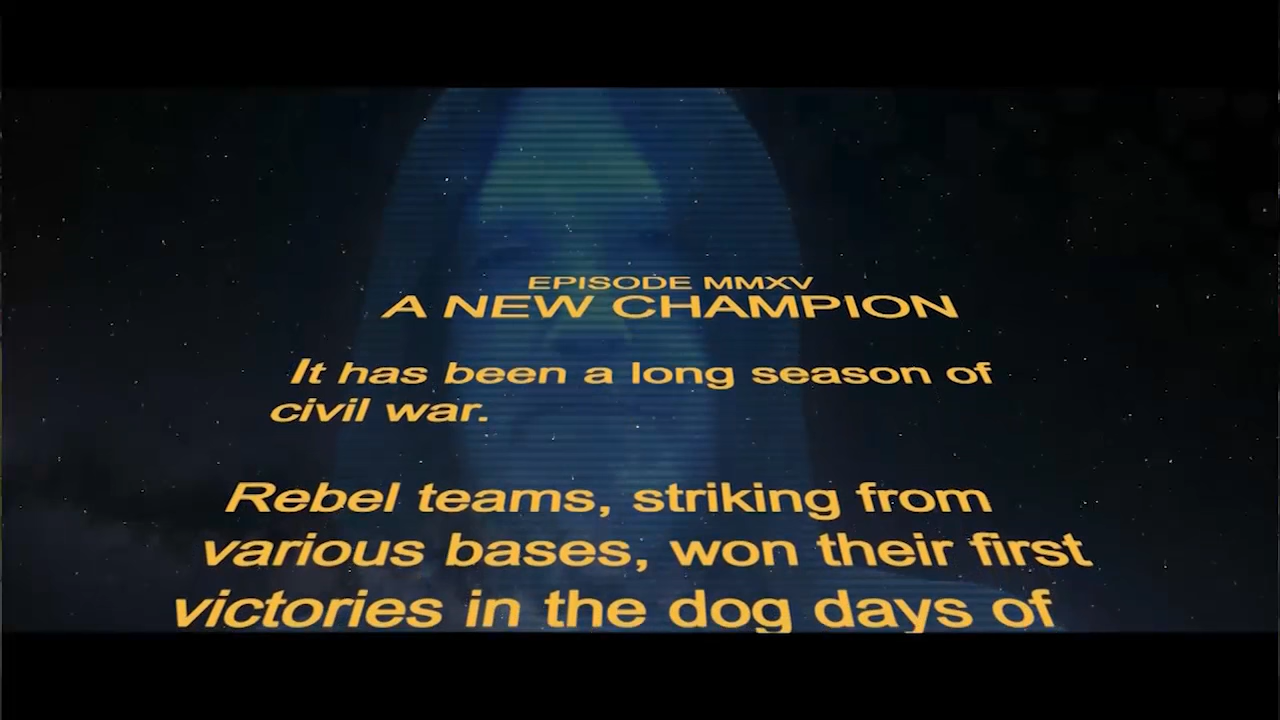 EPISODE MMXV
A NEW CHAMPION
It has been a long season of
civil war.
Rebel teams, striking from
various bases, won their first
victories in the dog days of